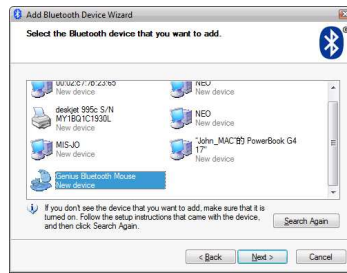 Add Bluetooth Device Wizard
Select the Bluetooth device that you want to add.
00:02:c7:7b:23:65
New device
NEO
New device
deskjet 995c S/N
MY1BQ1C1930L
New device
NEO
New device
MIS-JO
New device
"John_MAC"的) PowerBook G4
17"
New device
Genius Bluetooth Mouse
New device
If you don't see the device that you want to add, make sure that it is
turned on. Follow the setup instructions that came with the device,
and then click Search Again.
Search Again
< Back
Next >
Cancel